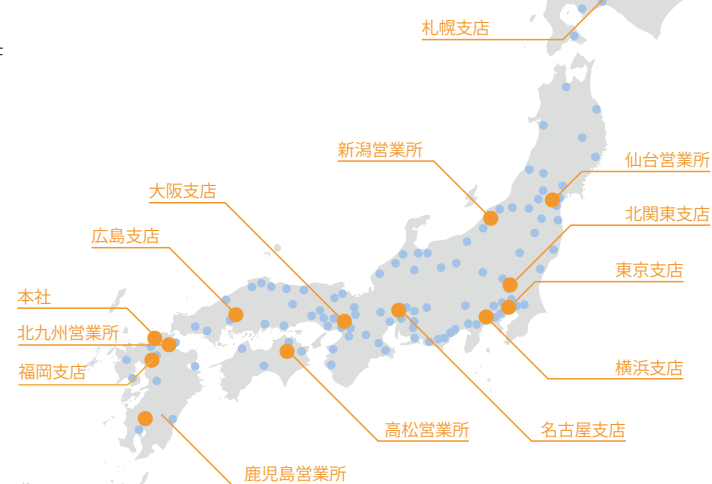 札幌支店
新潟営業所
仙台営業所
大阪支店
北関東支店
広島支店
東京支店
本社
北九州営業所
福岡支店
横浜支店
高松営業所
名古屋支店
鹿児島営業所